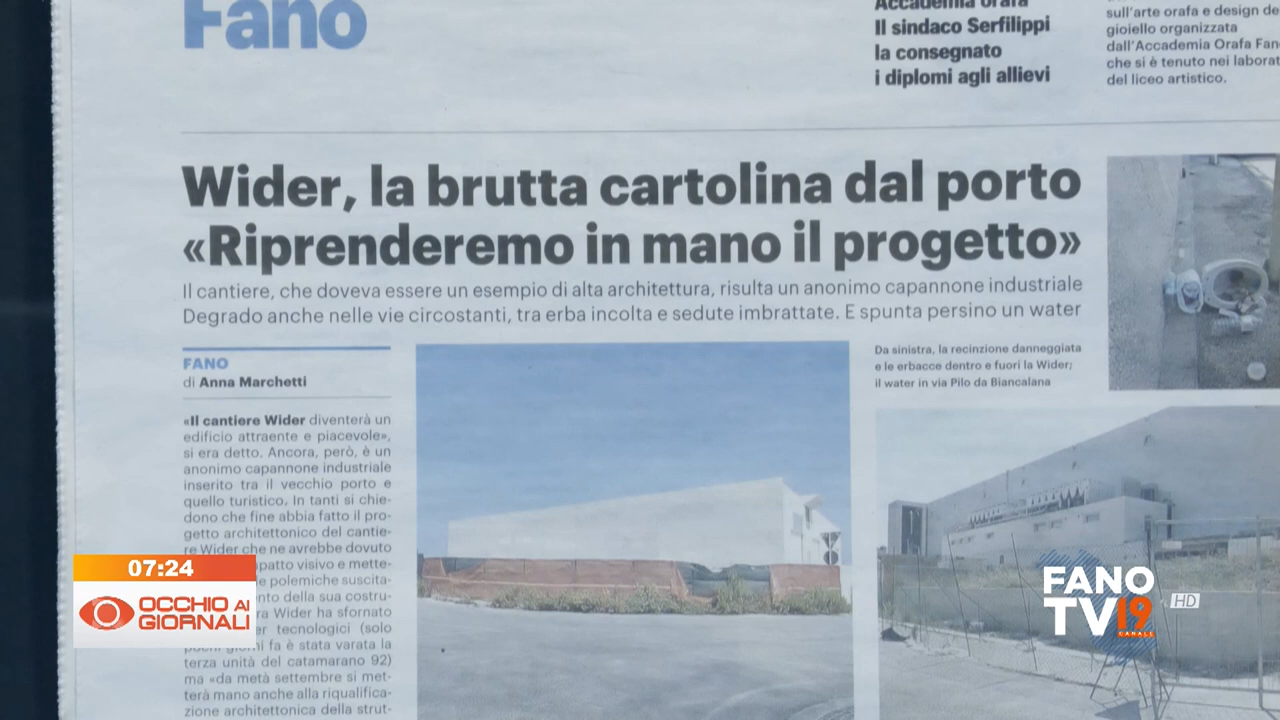 Fano
Accademia orafa
Il sindaco Serfilippi
la consegnato
i diplomi agli allievi
sull'arte orafa e design de
gioiello organizzata
dall'Accademia Orafa Fan
che si è tenuto nei laborat
del liceo artistico.
Wider, la brutta cartolina dal porto
«Riprenderemo in mano il progetto»
Il cantiere, che doveva essere un esempio di alta architettura, risulta un anonimo capannone industriale
Degrado anche nelle vie circostanti, tra erba incolta e sedute imbrattate. E spunta persino un water
FANO
di Anna Marchetti
«Il cantiere Wider diventerà un
edificio attraente e piacevole»,
si era detto. Ancora, però, è un
anonimo capannone industriale
inserito tra il vecchio porto e
quello turistico. In tanti si chie-
dono che fine abbia fatto il pro-
getto architettonico del cantie-
re Wider che ne avrebbe dovuto
patto visivo e mette-
le polemiche suscita-
nto della sua costru-
ra Wider ha sfornato
er tecnologici (solo
pochi giorni fa è stata varata la
terza unità del catamarano 92)
ma «da metà settembre si met-
terà mano anche alla riqualifica-
zione architettonica della strut-
Da sinistra, la recinzione danneggiata
e le erbacce dentro e fuori la Wider;
il water in via Pilo da Biancalana
07:24
OCCHIO AI
GIORNALI
FANO
TV19
CANALE
HD